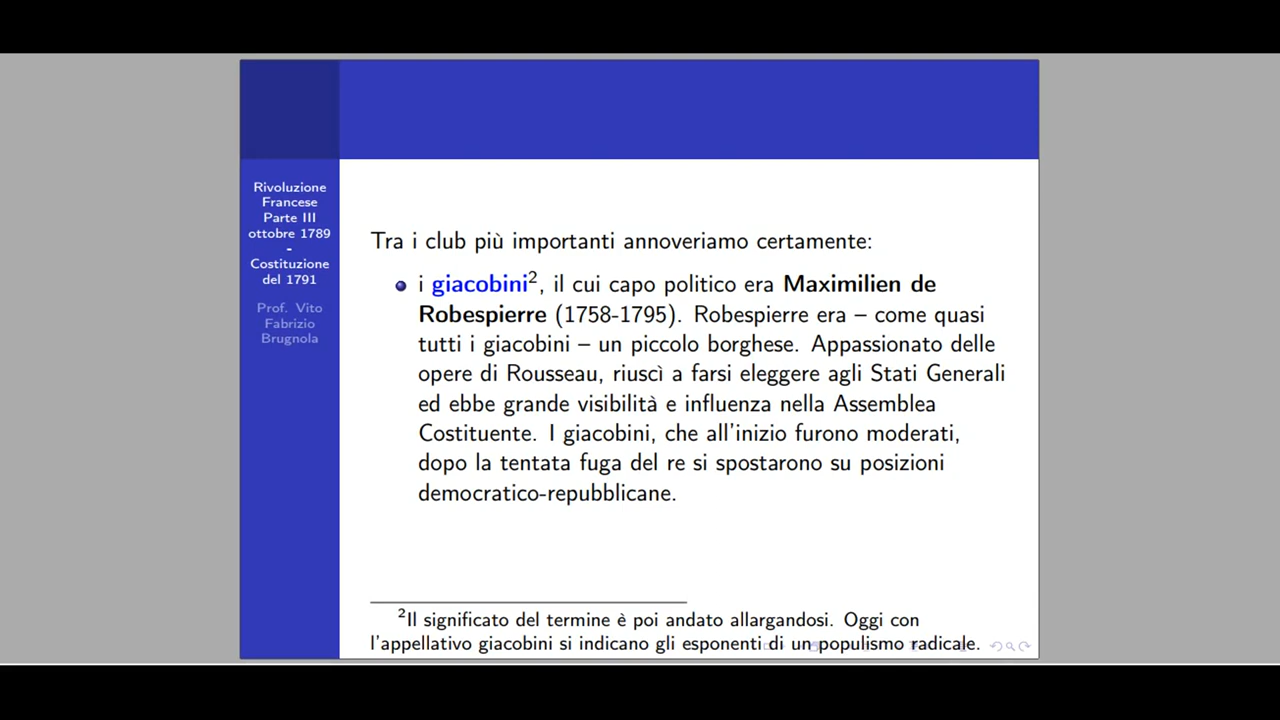 Rivoluzione
Francese
Parte III
ottobre 1789
-
Costituzione
del 1791
Prof. Vito
Fabrizio
Brugnola
Tra i club più importanti annoveriamo certamente:
i giacobini2, il cui capo politico era Maximilien de
Robespierre (1758-1795). Robespierre era – come quasi
tutti i giacobini – un piccolo borghese. Appassionato delle
opere di Rousseau, riuscì a farsi eleggere agli Stati Generali
ed ebbe grande visibilità e influenza nella Assemblea
Costituente. I giacobini, che all'inizio furono moderati,
dopo la tentata fuga del re si spostarono su posizioni
democratico-repubblicane.
2Il significato del termine è poi andato allargandosi. Oggi con
l'appellativo giacobini si indicano gli esponenti di un populismo radicale.